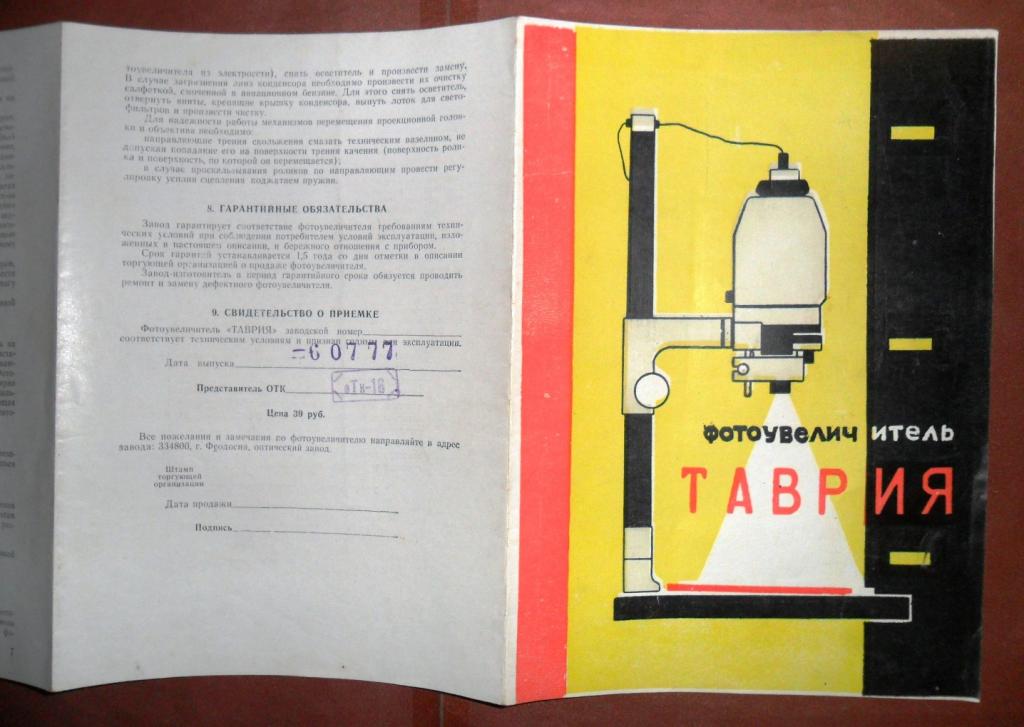 тоувеличителя из электросети), снять осветитель и произвести замену.
В случае загрязнения линз конденсора необходимо произвести их очистку
салфеткой, смоченной в авиационном бензине. Для этого снять осветитель,
отвернуть винты, крепящие крышку конденсора, вынуть лоток для свето-
фильтров и произвести чистку.
Для надежности работы механизмов перемещения проекционной голов-
ки и объектива необходимо:
направляющие трения скольжения смазать техническим вазелином, не
допуская попадание его на поверхности трения качения (поверхность роли-
ка и поверхность, по которой он перемещается);
в случае проскальзывания роликов по направляющим провести регу-
лировку усилия сцепления поджатием пружин.
8. ГАРАНТИЙНЫЕ ОБЯЗАТЕЛЬСТВА
Завод гарантирует соответствие фотоувеличителя требованиям техни-
ческих условий при соблюдении потребителем условий эксплуатации, изло-
женных в настоящем описании, и бережного отношения с прибором.
Срок гарантий устанавливается 1,5 года со дня отметки в описании
торгующей организацией о продаже фотоувеличителя.
Завод-изготовитель в период гарантийного срока обязуется проводить
ремонт и замену дефектного фотоувеличителя.
9. СВИДЕТЕЛЬСТВО О ПРИЕМКЕ
Фотоувеличитель «ТАВРИЯ» заводской номер
соответствует техническим условиям и признан годным для эксплуатации.
Дата выпуска 6 07 77
Представитель ОТК
Цена 39 руб.
Все пожелания и замечания по фотоувеличителю направляйте в адрес
завода: 334800, г. Феодосия, оптический завод.
Штамп
торгующей
организации
Дата продажи
Подпись
7
фотоувеличитель
ТАВРИЯ